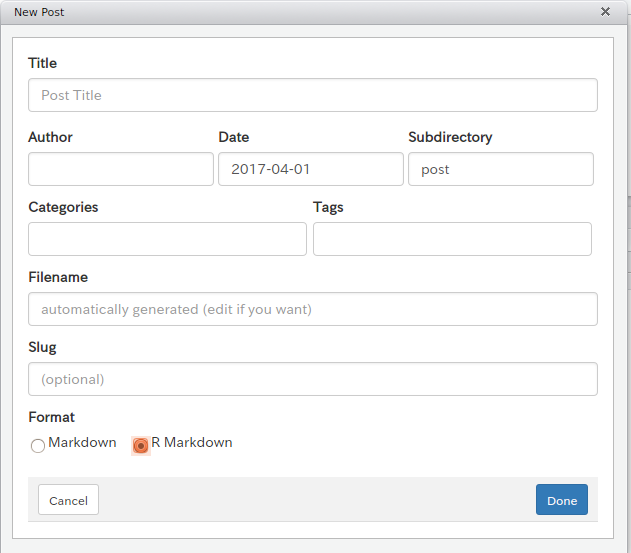 New Post
Title
Post Title
Author Date Subdirectory
2017-04-01 post
Categories Tags
Filename
automatically generated (edit if you want)
Slug
(optional)
Format
Markdown R Markdown
Cancel Done